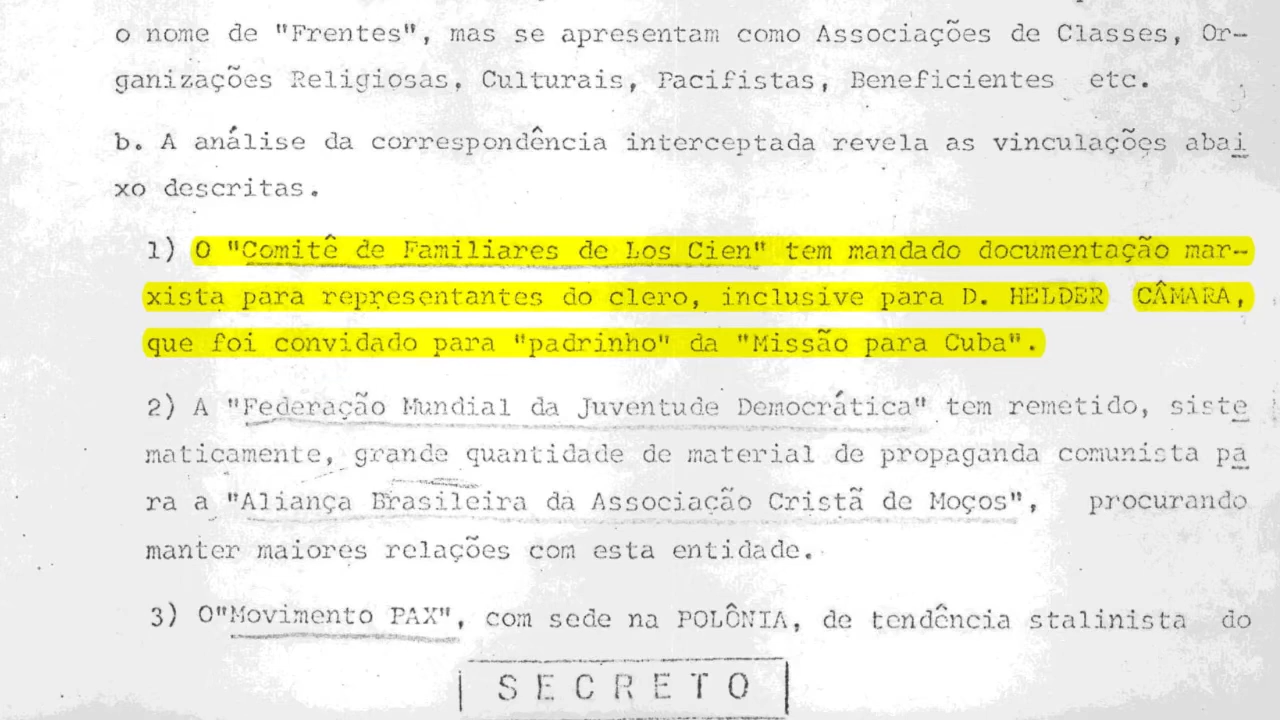 o nome de "Frentes", mas se apresentam como Associações de Classes, Or-
ganizações Religiosas, Culturais, Pacifistas, Beneficientes etc.
b. A análise da correspondência interceptada revela as vinculações abai
xo descritas.
1) O "Comitê de Familiares de Los Cien" tem mandado documentação mar-
xista para representantes do clero, inclusive para D. HELDER CÂMARA,
que foi convidado para "padrinho" da "Missão para Cuba".
2) A "Federação Mundial da Juventude Democrática" tem remetido, siste
maticamente, grande quantidade de material de propaganda comunista pa
ra a "Aliança Brasileira da Associação Cristã de Moços", procurando
manter maiores relações com esta entidade.
3) O"Movimento PAX", com sede na POLÔNIA, de tendência stalinista do
SECRETO